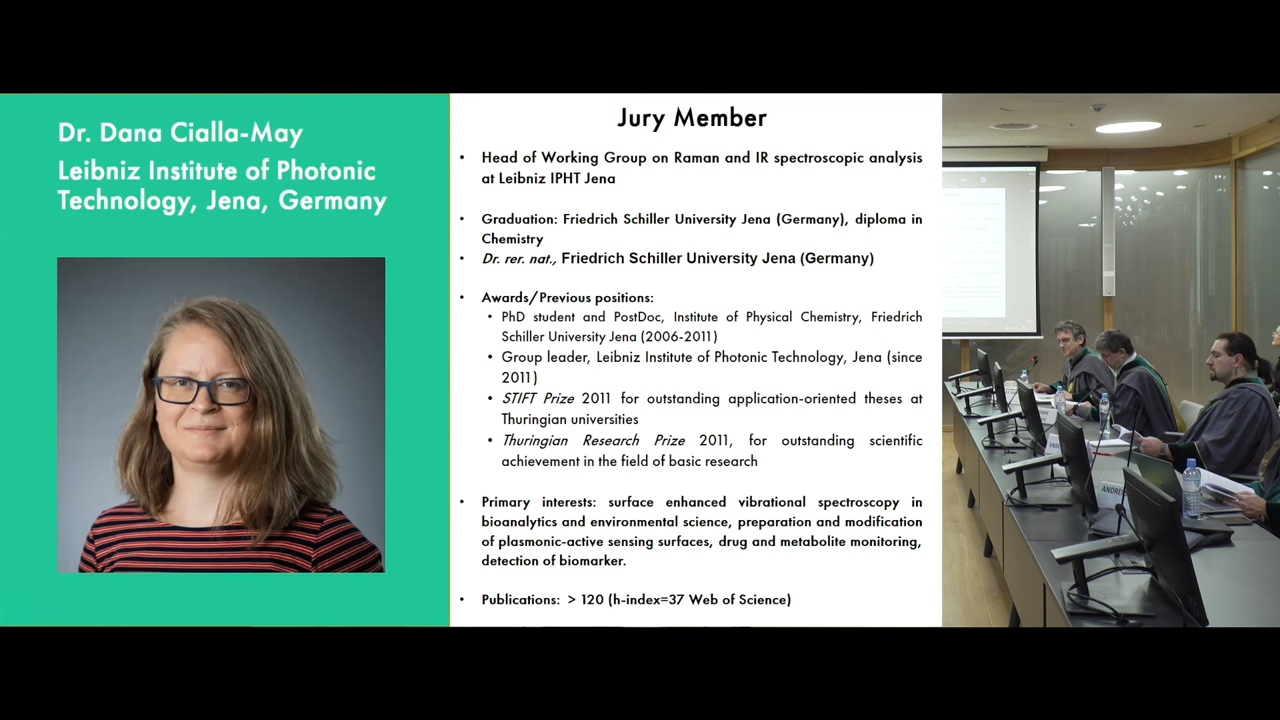 Dr. Dana Cialla-May
Leibniz Institute of Photonic
Technology, Jena, Germany
Jury Member
• Head of Working Group on Raman and IR spectroscopic analysis
at Leibniz IPHT Jena
• Graduation: Friedrich Schiller University Jena (Germany), diploma in
Chemistry
• Dr. rer. nat., Friedrich Schiller University Jena (Germany)
• Awards/Previous positions:
• PhD student and PostDoc, Institute of Physical Chemistry, Friedrich
Schiller University Jena (2006-2011)
• Group leader, Leibniz Institute of Photonic Technology, Jena (since
2011)
• STIFT Prize 2011 for outstanding application-oriented theses at
Thuringian universities
• Thuringian Research Prize 2011, for outstanding scientific
achievement in the field of basic research
• Primary interests: surface enhanced vibrational spectroscopy in
bioanalytics and environmental science, preparation and modification
of plasmonic-active sensing surfaces, drug and metabolite monitoring,
detection of biomarker.
• Publications: > 120 (h-index=37 Web of Science)